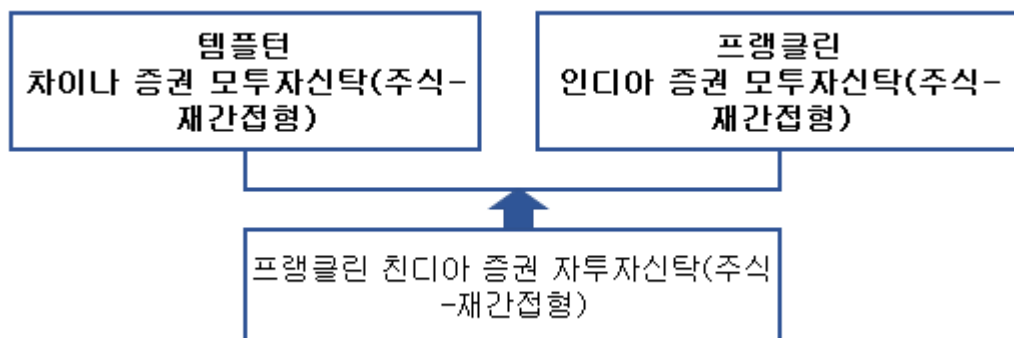 템플턴
차이나 증권 모투자신탁(주식-
재간접형)
프랭클린
인디아 증권 모투자신탁(주식-
재간접형)
프랭클린 친디아 증권 자투자신탁(주식
-재간접형)